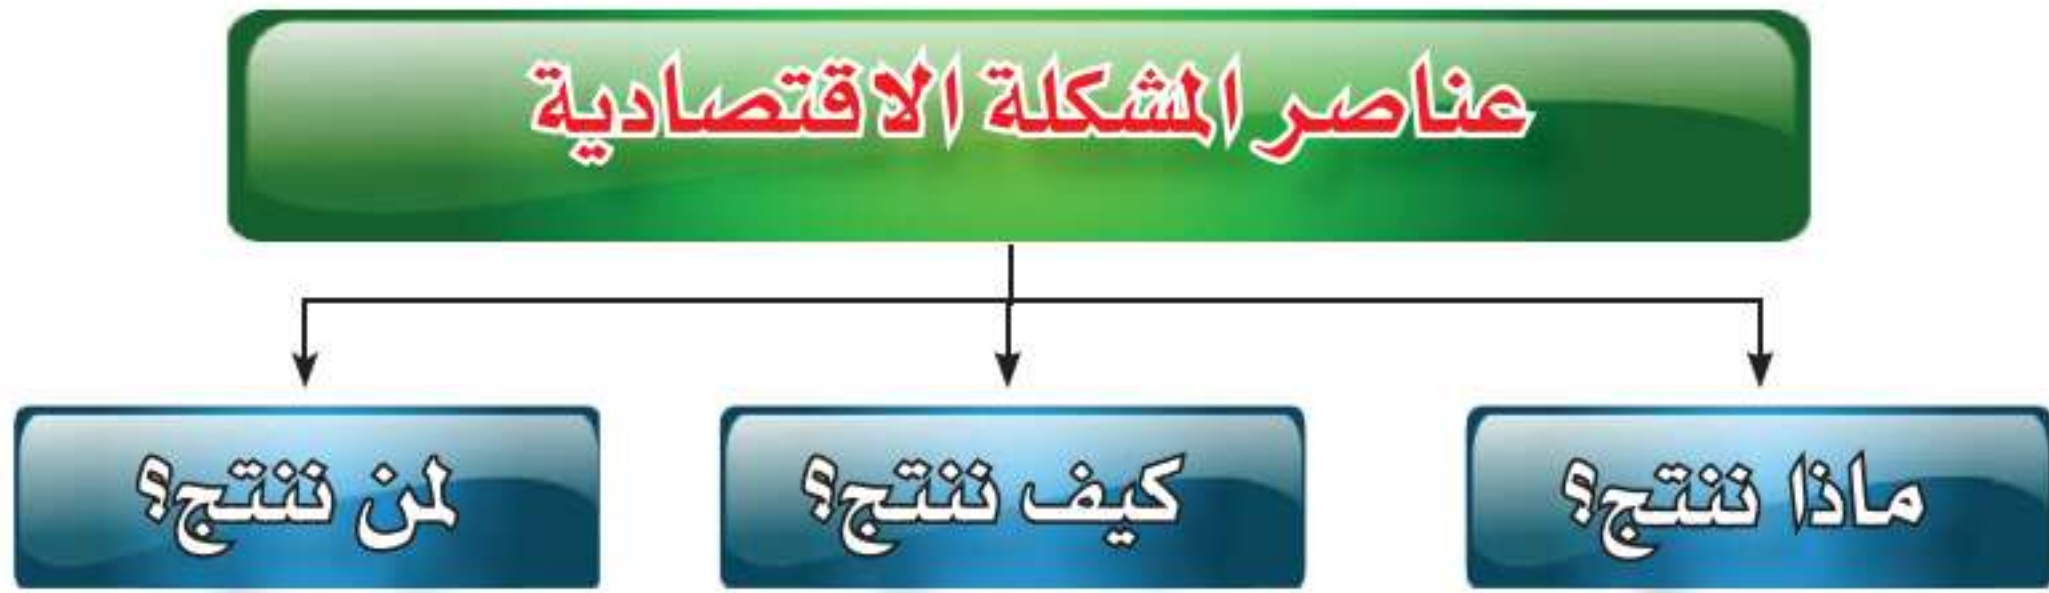 عناصر المشكلة الاقتصادية
ماذا ننتج؟
كيف ننتج؟
لمن ننتج؟